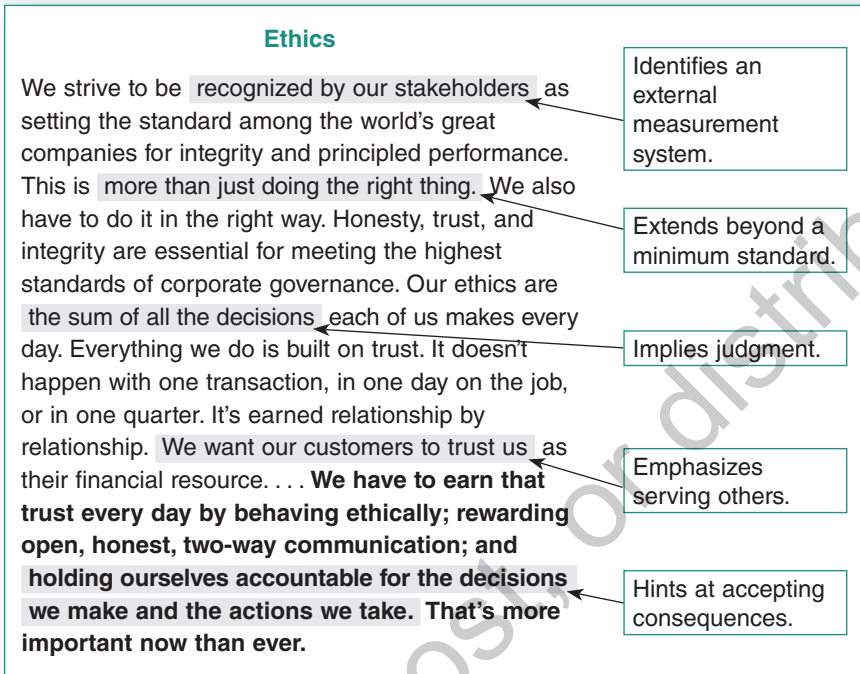 Ethics
We strive to be recognized by our stakeholders as
setting the standard among the world's great
companies for integrity and principled performance.
This is more than just doing the right thing. We also
have to do it in the right way. Honesty, trust, and
integrity are essential for meeting the highest
standards of corporate governance. Our ethics are
the sum of all the decisions each of us makes every
day. Everything we do is built on trust. It doesn't
happen with one transaction, in one day on the job,
or in one quarter. It's earned relationship by
relationship. We want our customers to trust us as
their financial resource. . . . We have to earn that
trust every day by behaving ethically; rewarding
open, honest, two-way communication; and
holding ourselves accountable for the decisions
we make and the actions we take. That's more
important now than ever.
Identifies an
external
measurement
system.
Extends beyond a
minimum standard.
Implies judgment.
Emphasizes
serving others.
Hints at accepting
consequences.
ost, or distrib